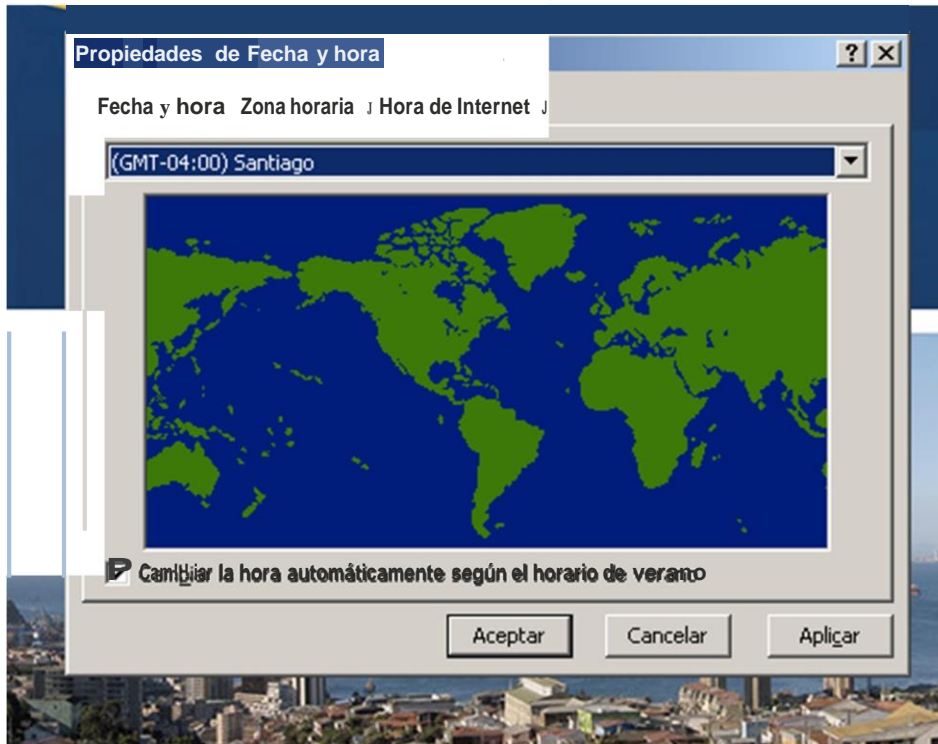 Propiedades de Fecha y hora
Fecha y hora Zona horaria Hora de Internet
(GMT-04:00) Santiago
Cambiar la hora automáticamente según el horario de verano
Aceptar Cancelar Aplicar